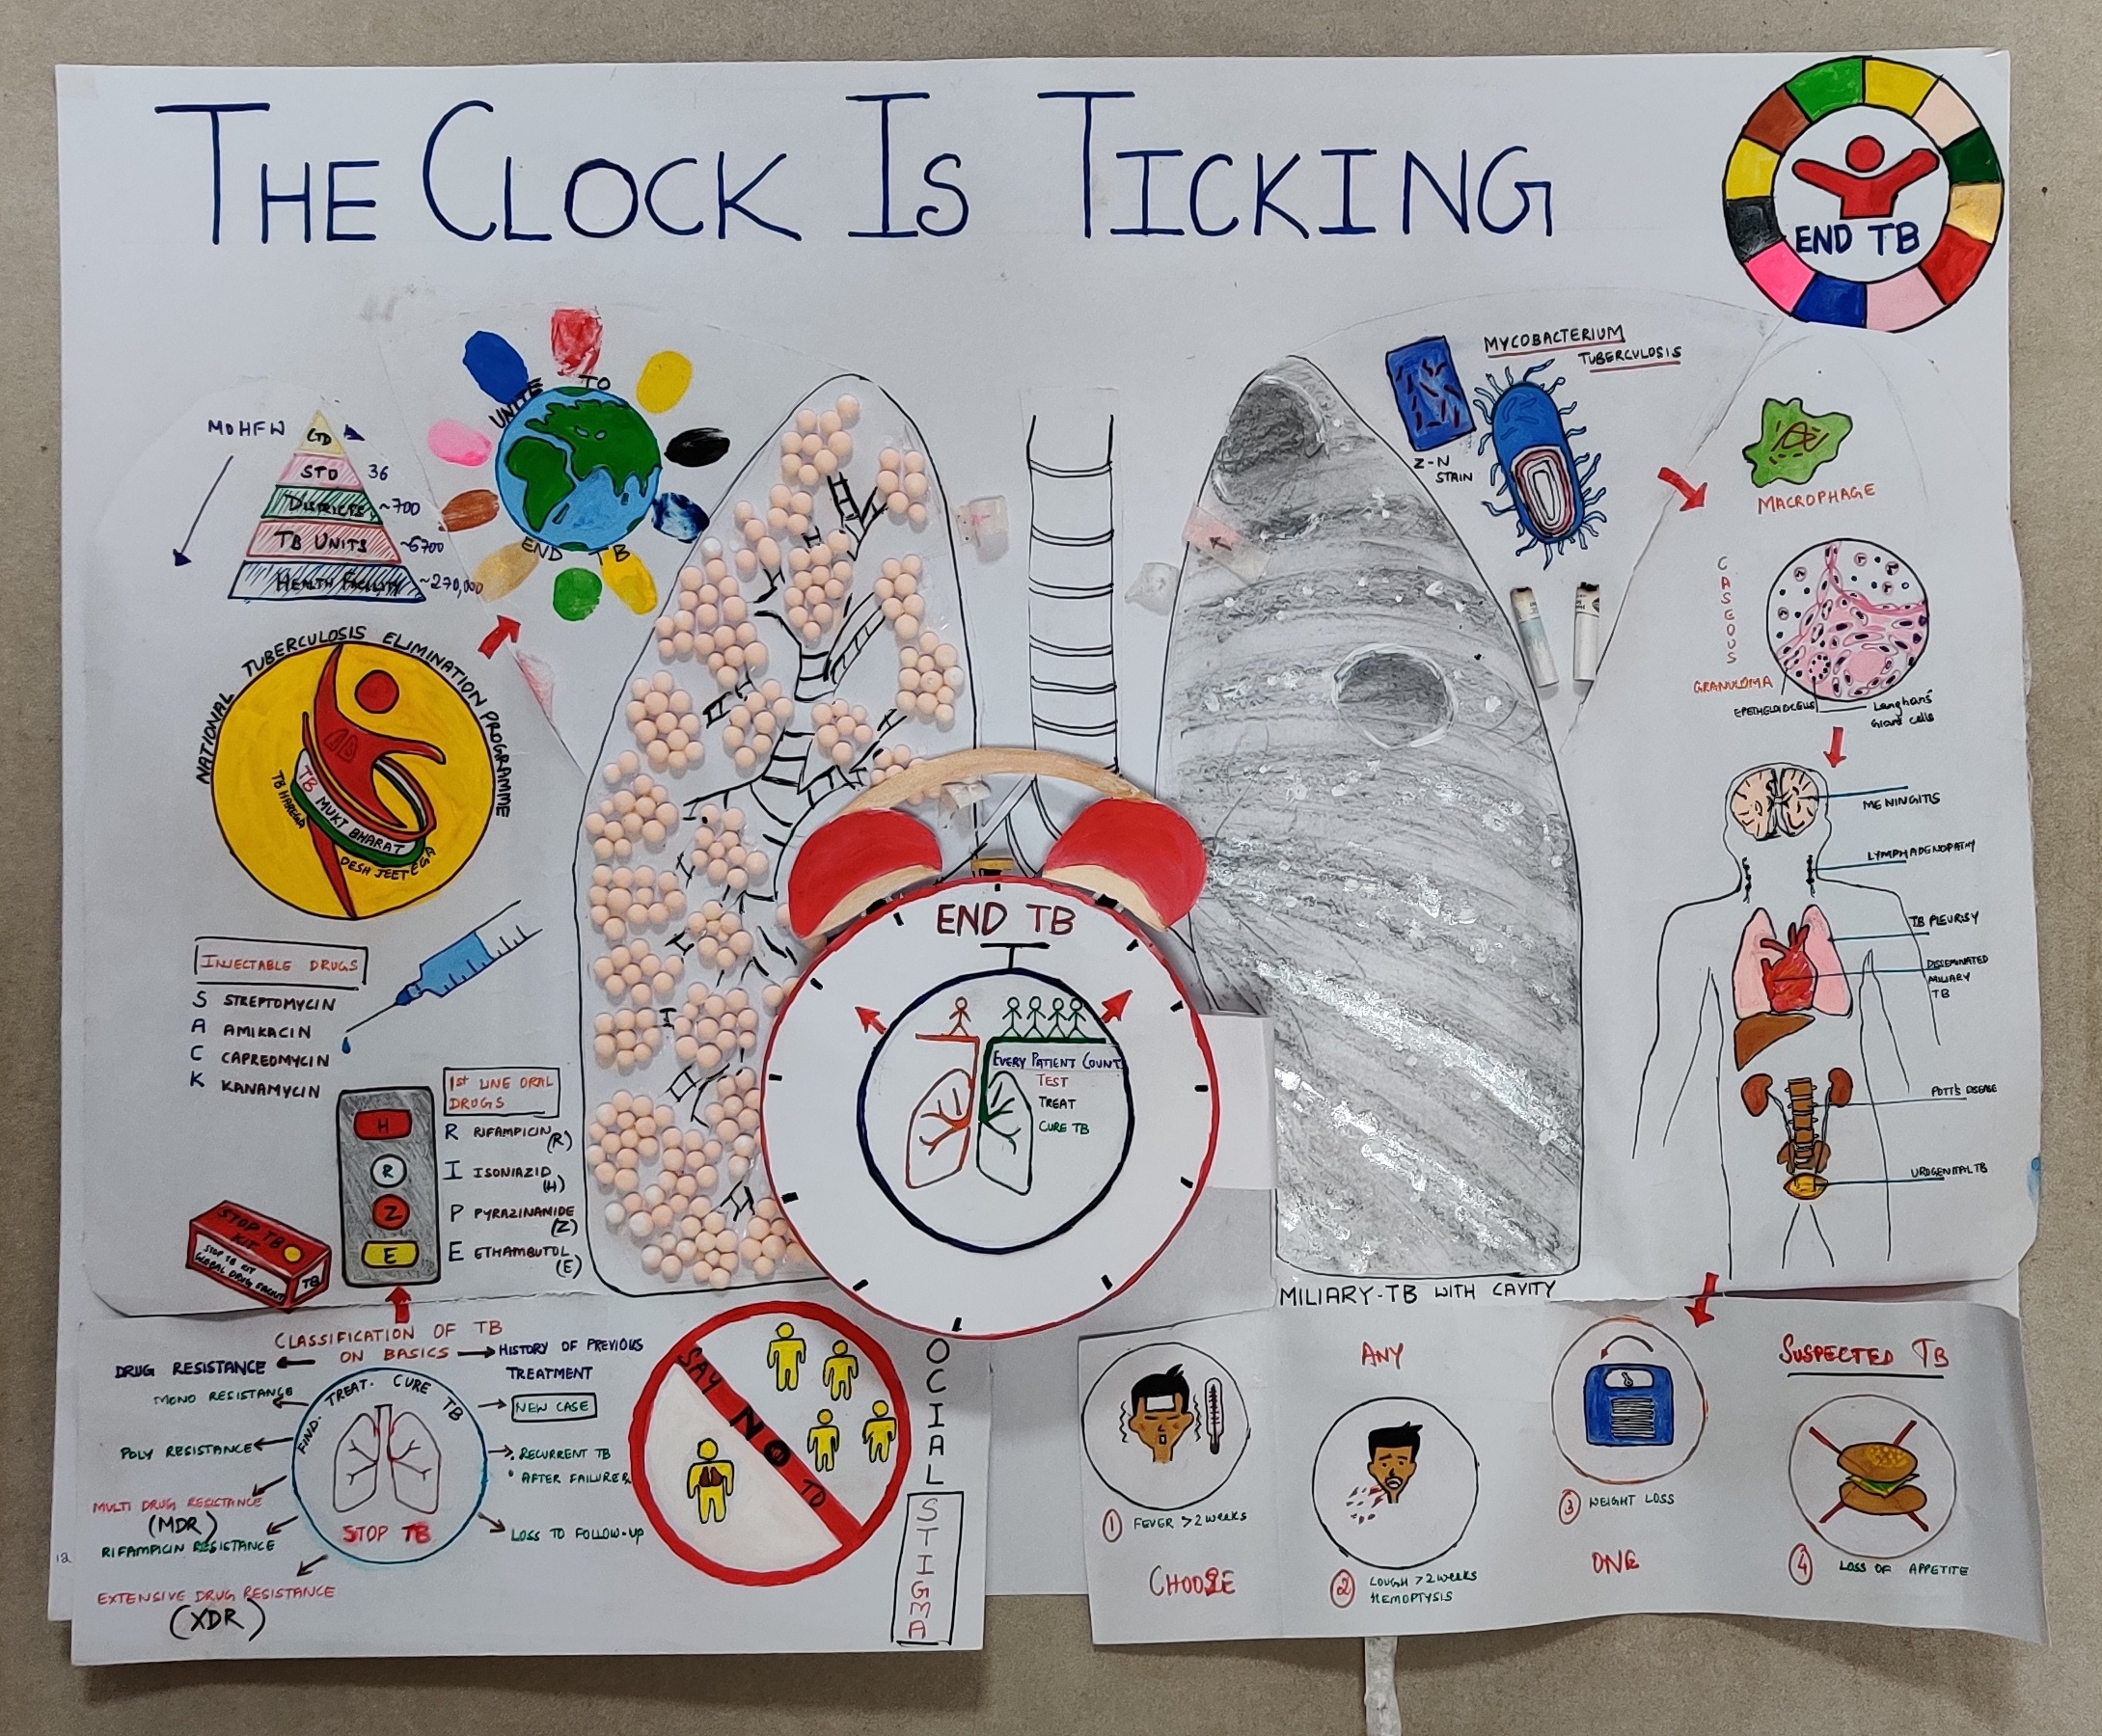 THE CLOCK IS TICKING
END TB
MOHFW
CTD
STD 36
DISTRICTS ~700
TB UNITS ~6700
HEALTH FACILITY ~270,000
UNITE TO
END TB
NATIONAL TUBERCULOSIS ELIMINATION PROGRAMME
TB MUKT BHARAT
TB HAREGA
DESH JEETEGA
INJECTABLE DRUGS
S STREPTOMYCIN
A AMIKACIN
C CAPREOMYCIN
K KANAMYCIN
1st LINE ORAL
DRUGS
R RIFAMPICIN (R)
I ISONIAZID (H)
P PYRAZINAMIDE (Z)
E ETHAMBUTOL (E)
H
R
Z
E
STOP TB
KIT
STOP TB KIT
GLOBAL DRUG FACILITY
TB
END TB
EVERY PATIENT COUNT
TEST
TREAT
CURE TB
MYCOBACTERIUM
TUBERCULOSIS
Z-N
STAIN
MACROPHAGE
CASEOUS
GRANULOMA
EPETHELOID CELLS
Langhans'
Giant cells
MENINGITIS
LYMPHADENOPATHY
TB PLEURISY
DISSEMINATED
MILIARY
TB
POTT'S DISEASE
UROGENITAL TB
MILIARY-TB WITH CAVITY
CLASSIFICATION OF TB
ON BASICS
DRUG RESISTANCE
MONO RESISTANCE
POLY RESISTANCE
MULTI DRUG RESISTANCE
(MDR)
RIFAMPICIN RESISTANCE
EXTENSIVE DRUG RESISTANCE
(XDR)
FIND. TREAT. CURE TB
STOP TB
HISTORY OF PREVIOUS
TREATMENT
NEW CASE
RECURRENT TB
AFTER FAILURE
LOSS TO FOLLOW-UP
12
SAY NO TO
OCIAL
STIGMA
ANY
SUSPECTED TB
1 FEVER >2 weeks
CHOOSE
2 COUGH >2 weeks
HEMOPTYSIS
3 WEIGHT LOSS
ONE
4 LOSS OF APPETITE